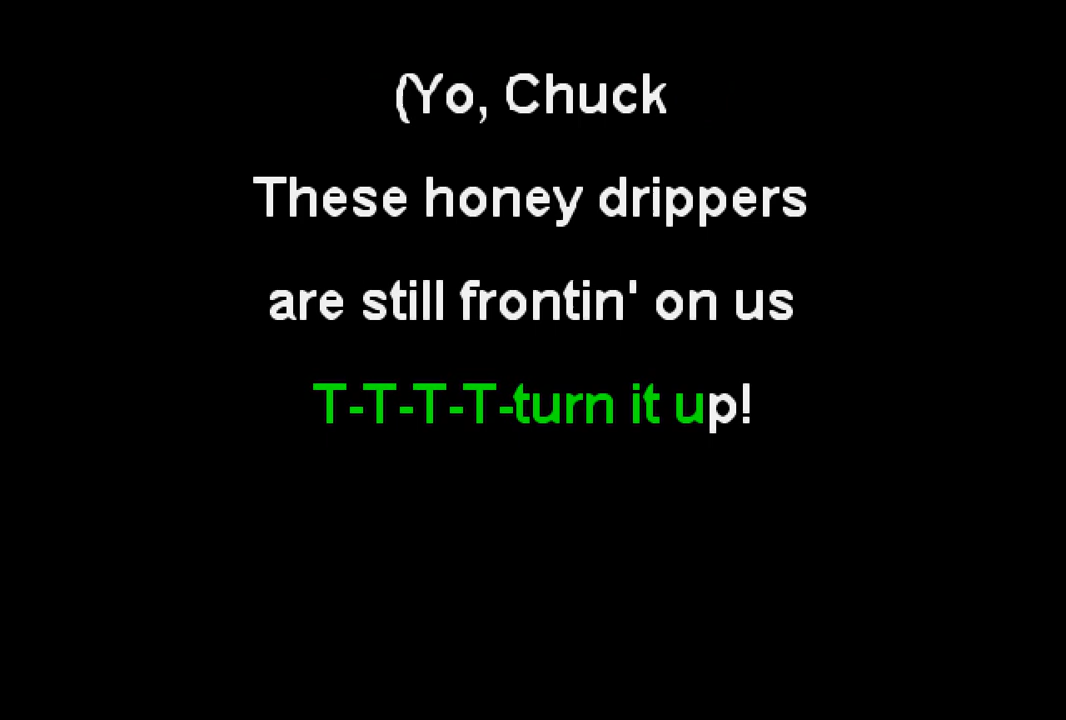 (Yo, Chuck
These honey drippers
are still frontin' on us
T-T-T-T-turn it up!